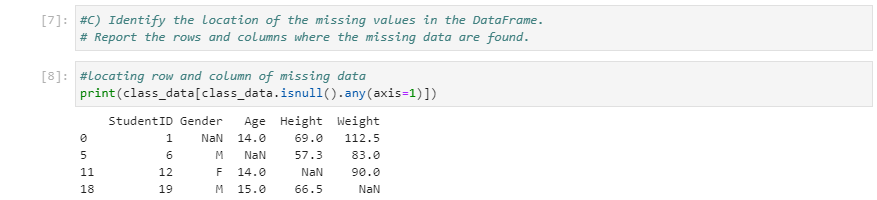 [7]: #C) Identify the location of the missing values in the DataFrame.
# Report the rows and columns where the missing data are found.
[8]: #locating row and column of missing data
print(class_data[class_data.isnull().any(axis=1)])
StudentID Gender Age Height Weight
0 1 NaN 14.0 69.0 112.5
5 6 M NaN 57.3 83.0
11 12 F 14.0 NaN 90.0
18 19 M 15.0 66.5 NaN